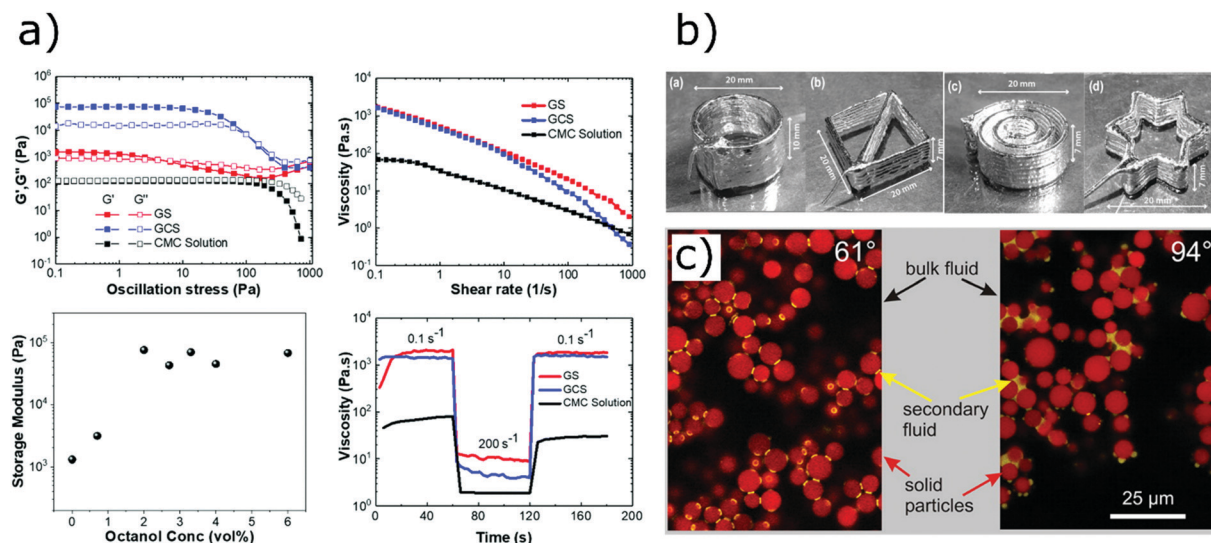 a)
10⁶
10⁵
10⁴
10³
10²
10¹
10⁰
10⁻¹
G',G'' (Pa)
G' G''
GS
GCS
CMC Solution
0.1 1 10 100 1000
Oscillation stress (Pa)
10⁴
10³
10²
10¹
10⁰
10⁻¹
Viscosity (Pa.s)
GS
GCS
CMC Solution
0.1 1 10 100 1000
Shear rate (1/s)
10⁵
10⁴
10³
Storage Modulus (Pa)
0 1 2 3 4 5 6
Octanol Conc (vol%)
10⁴
10³
10²
10¹
10⁰
Viscosity (Pa.s)
0.1 s⁻¹
0.1 s⁻¹
GS
GCS
CMC Solution
200 s⁻¹
0 40 80 120 160 200
Time (s)
b)
(a)
20 mm
10 mm
(b)
20 mm
20 mm
7 mm
(c)
20 mm
7 mm
(d)
20 mm
7 mm
c)
61°
94°
bulk fluid
secondary
fluid
solid
particles
25 µm